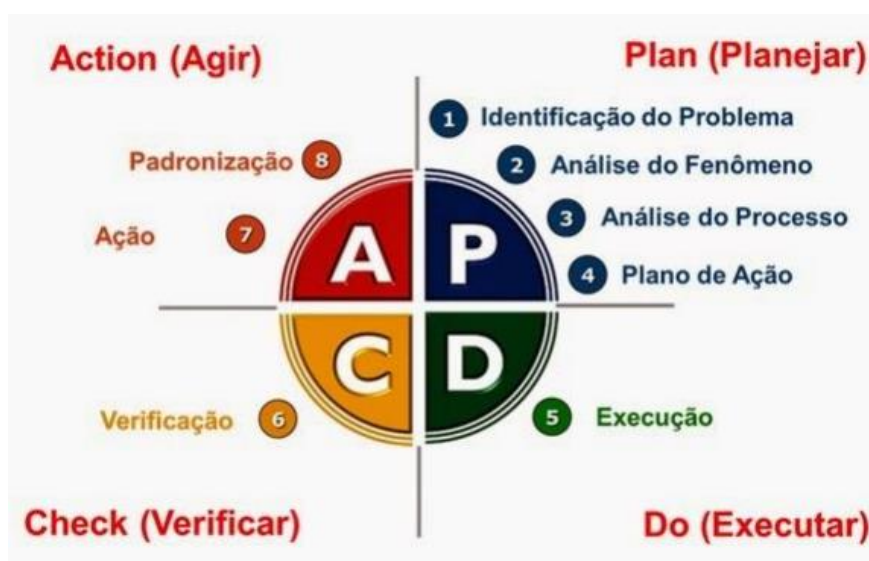 Action (Agir)
Plan (Planejar)
1 Identificação do Problema
2 Análise do Fenômeno
3 Análise do Processo
4 Plano de Ação
Padronização 8
Ação 7
A P
C D
Verificação 6
5 Execução
Check (Verificar)
Do (Executar)